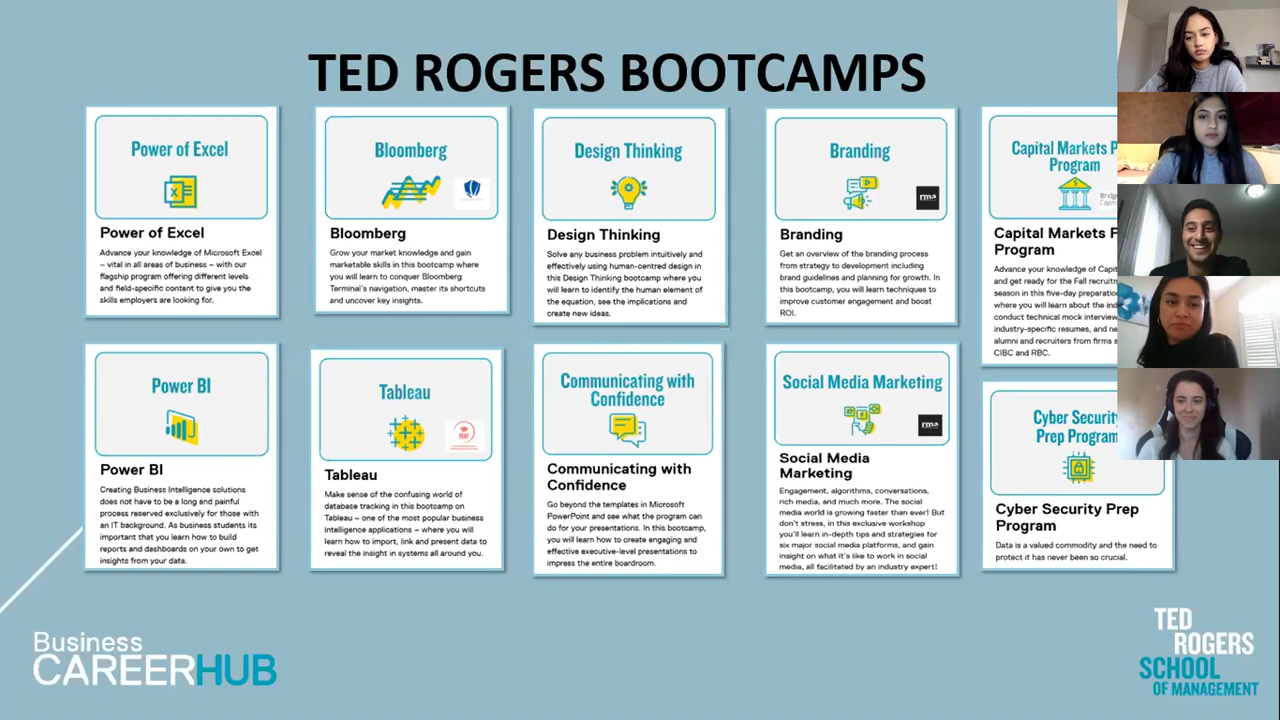 TED ROGERS BOOTCAMPS
Power of Excel
Power of Excel
Advance your knowledge of Microsoft Excel
– vital in all areas of business – with our
flagship program offering different levels
and field-specific content to give you the
skills employers are looking for.
Bloomberg
Bloomberg
Grow your market knowledge and gain
marketable skills in this bootcamp where
you will learn to conquer Bloomberg
Terminal's navigation, master its shortcuts
and uncover key insights.
Design Thinking
Design Thinking
Solve any business problem intuitively and
effectively using human-centred design in
this Design Thinking bootcamp where you
will learn to identify the human element of
the equation, see the implications and
create new ideas.
Branding
rma
Branding
Get an overview of the branding process
from strategy to development including
brand guidelines and planning for growth. In
this bootcamp, you will learn techniques to
improve customer engagement and boost
ROI.
Capital Markets P
Program
Capital Markets P
Program
Advance your knowledge of Capit
and get ready for the Fall recruitm
season in this five-day preparatio
where you will learn about the ind
conduct technical mock interview
industry-specific resumes, and ne
alumni and recruiters from firms s
CIBC and RBC.
Power BI
Power BI
Creating Business Intelligence solutions
does not have to be a long and painful
process reserved exclusively for those with
an IT background. As business students its
important that you learn how to build
reports and dashboards on your own to get
insights from your data.
Tableau
Tableau
Make sense of the confusing world of
database tracking in this bootcamp on
Tableau – one of the most popular business
intelligence applications – where you will
learn how to import, link and present data to
reveal the insight in systems all around you.
Communicating with
Confidence
Communicating with
Confidence
Go beyond the templates in Microsoft
PowerPoint and see what the program can
do for your presentations. In this bootcamp,
you will learn how to create engaging and
effective executive-level presentations to
impress the entire boardroom.
Social Media Marketing
rma
Social Media
Marketing
Engagement, algorithms, conversations,
rich media, and much more. The social
media world is growing faster than ever! But
don't stress, in this exclusive workshop
you'll learn in-depth tips and strategies for
six major social media platforms, and gain
insight on what it's like to work in social
media, all facilitated by an industry expert!
Cyber Security
Prep Program
Cyber Security Prep
Program
Data is a valued commodity and the need to
protect it has never been so crucial.
Business
CAREERHUB
TED
ROGERS
SCHOOL
OF MANAGEMENT